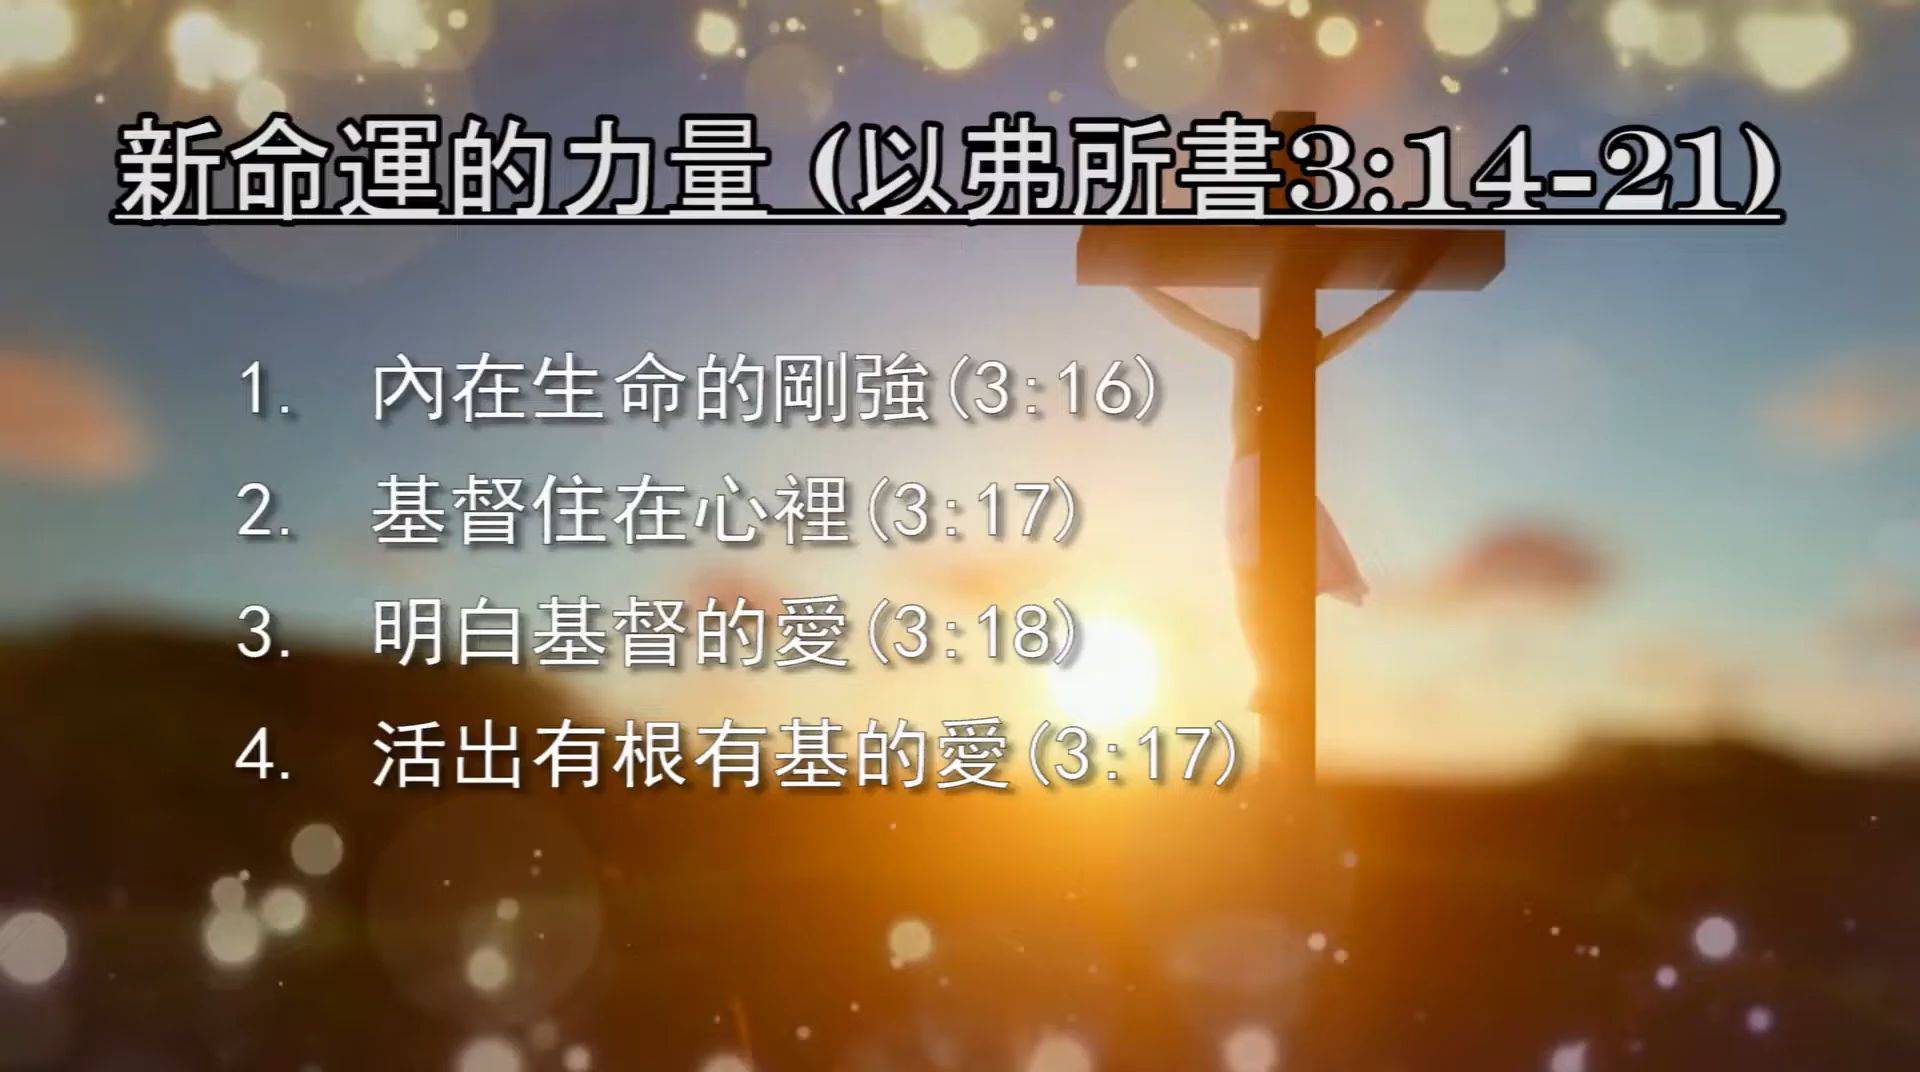 新命運的力量 (以弗所書3:14-21)
1. 內在生命的剛強(3:16)
2. 基督住在心裡(3:17)
3. 明白基督的愛(3:18)
4. 活出有根有基的愛(3:17)